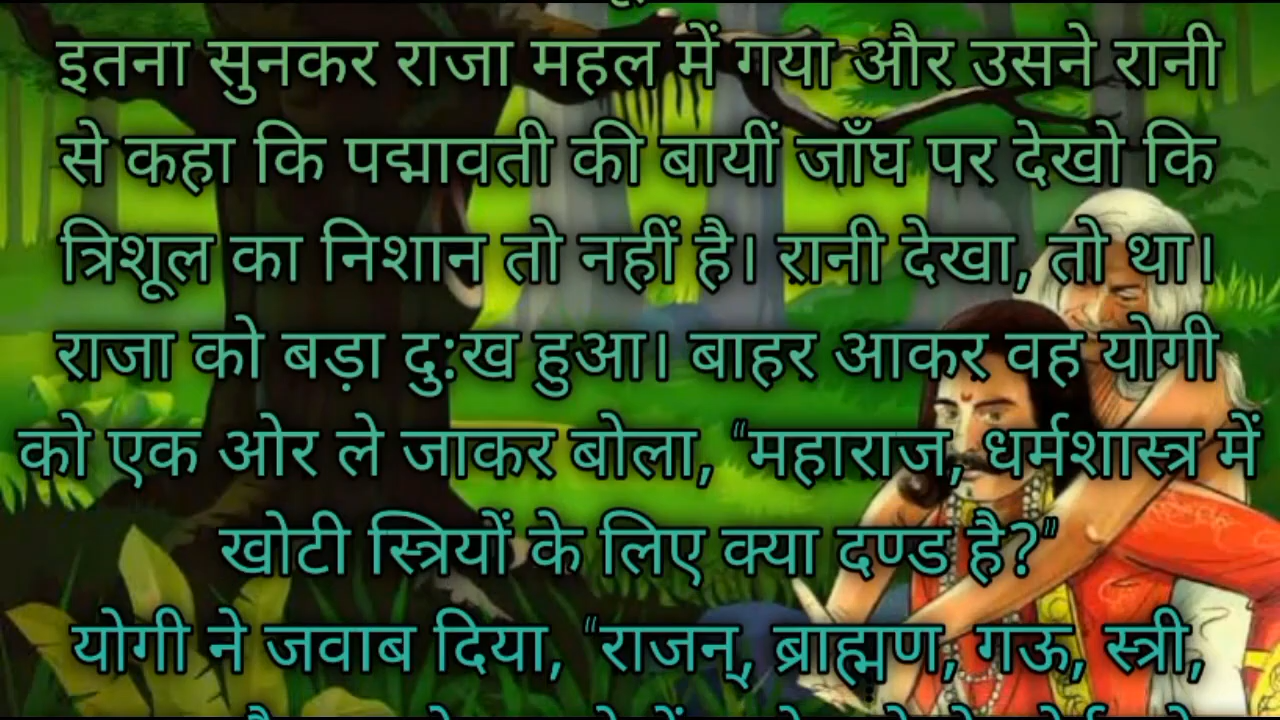 इतना सुनकर राजा महल में गया और उसने रानी
से कहा कि पद्मावती की बायीं जाँघ पर देखो कि
त्रिशूल का निशान तो नहीं है। रानी देखा, तो था।
राजा को बड़ा दु:ख हुआ। बाहर आकर वह योगी
को एक ओर ले जाकर बोला, "महाराज, धर्मशास्त्र में
खोटी स्त्रियों के लिए क्या दण्ड है?"
योगी ने जवाब दिया, "राजन्, ब्राह्मण, गऊ, स्त्री,